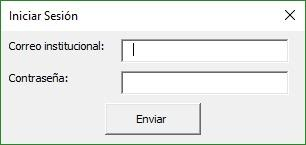 Iniciar Sesión
Correo institucional:
Contraseña:
Enviar